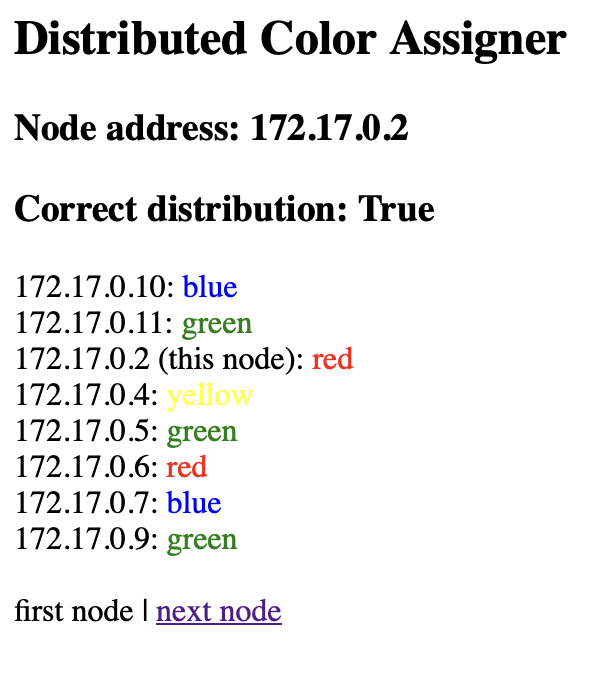 Distributed Color Assigner
Node address: 172.17.0.2
Correct distribution: True
172.17.0.10: blue
172.17.0.11: green
172.17.0.2 (this node): red
172.17.0.4: yellow
172.17.0.5: green
172.17.0.6: red
172.17.0.7: blue
172.17.0.9: green
first node | next node